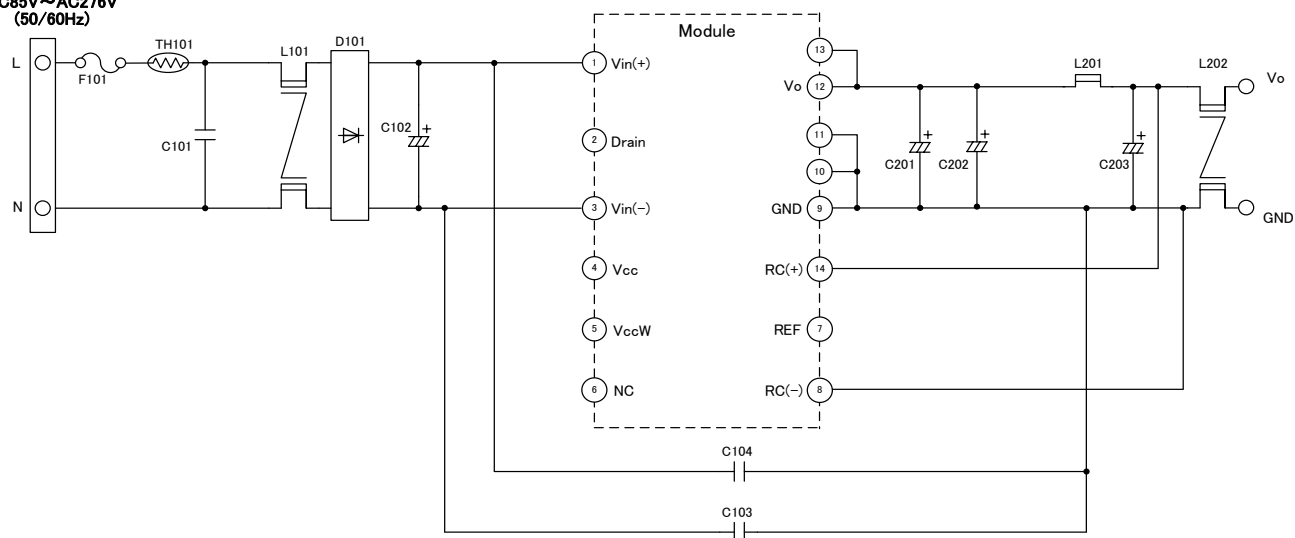 AC85V～AC276V
(50/60Hz)
L
F101
TH101
C101
N
L101
D101
C102
Module
1 Vin(+)
2 Drain
3 Vin(-)
4 Vcc
5 VccW
6 NC
13
Vo 12
11
10
GND 9
RC(+) 14
REF 7
RC(-) 8
C201
C202
L201
C203
L202
Vo
GND
C104
C103